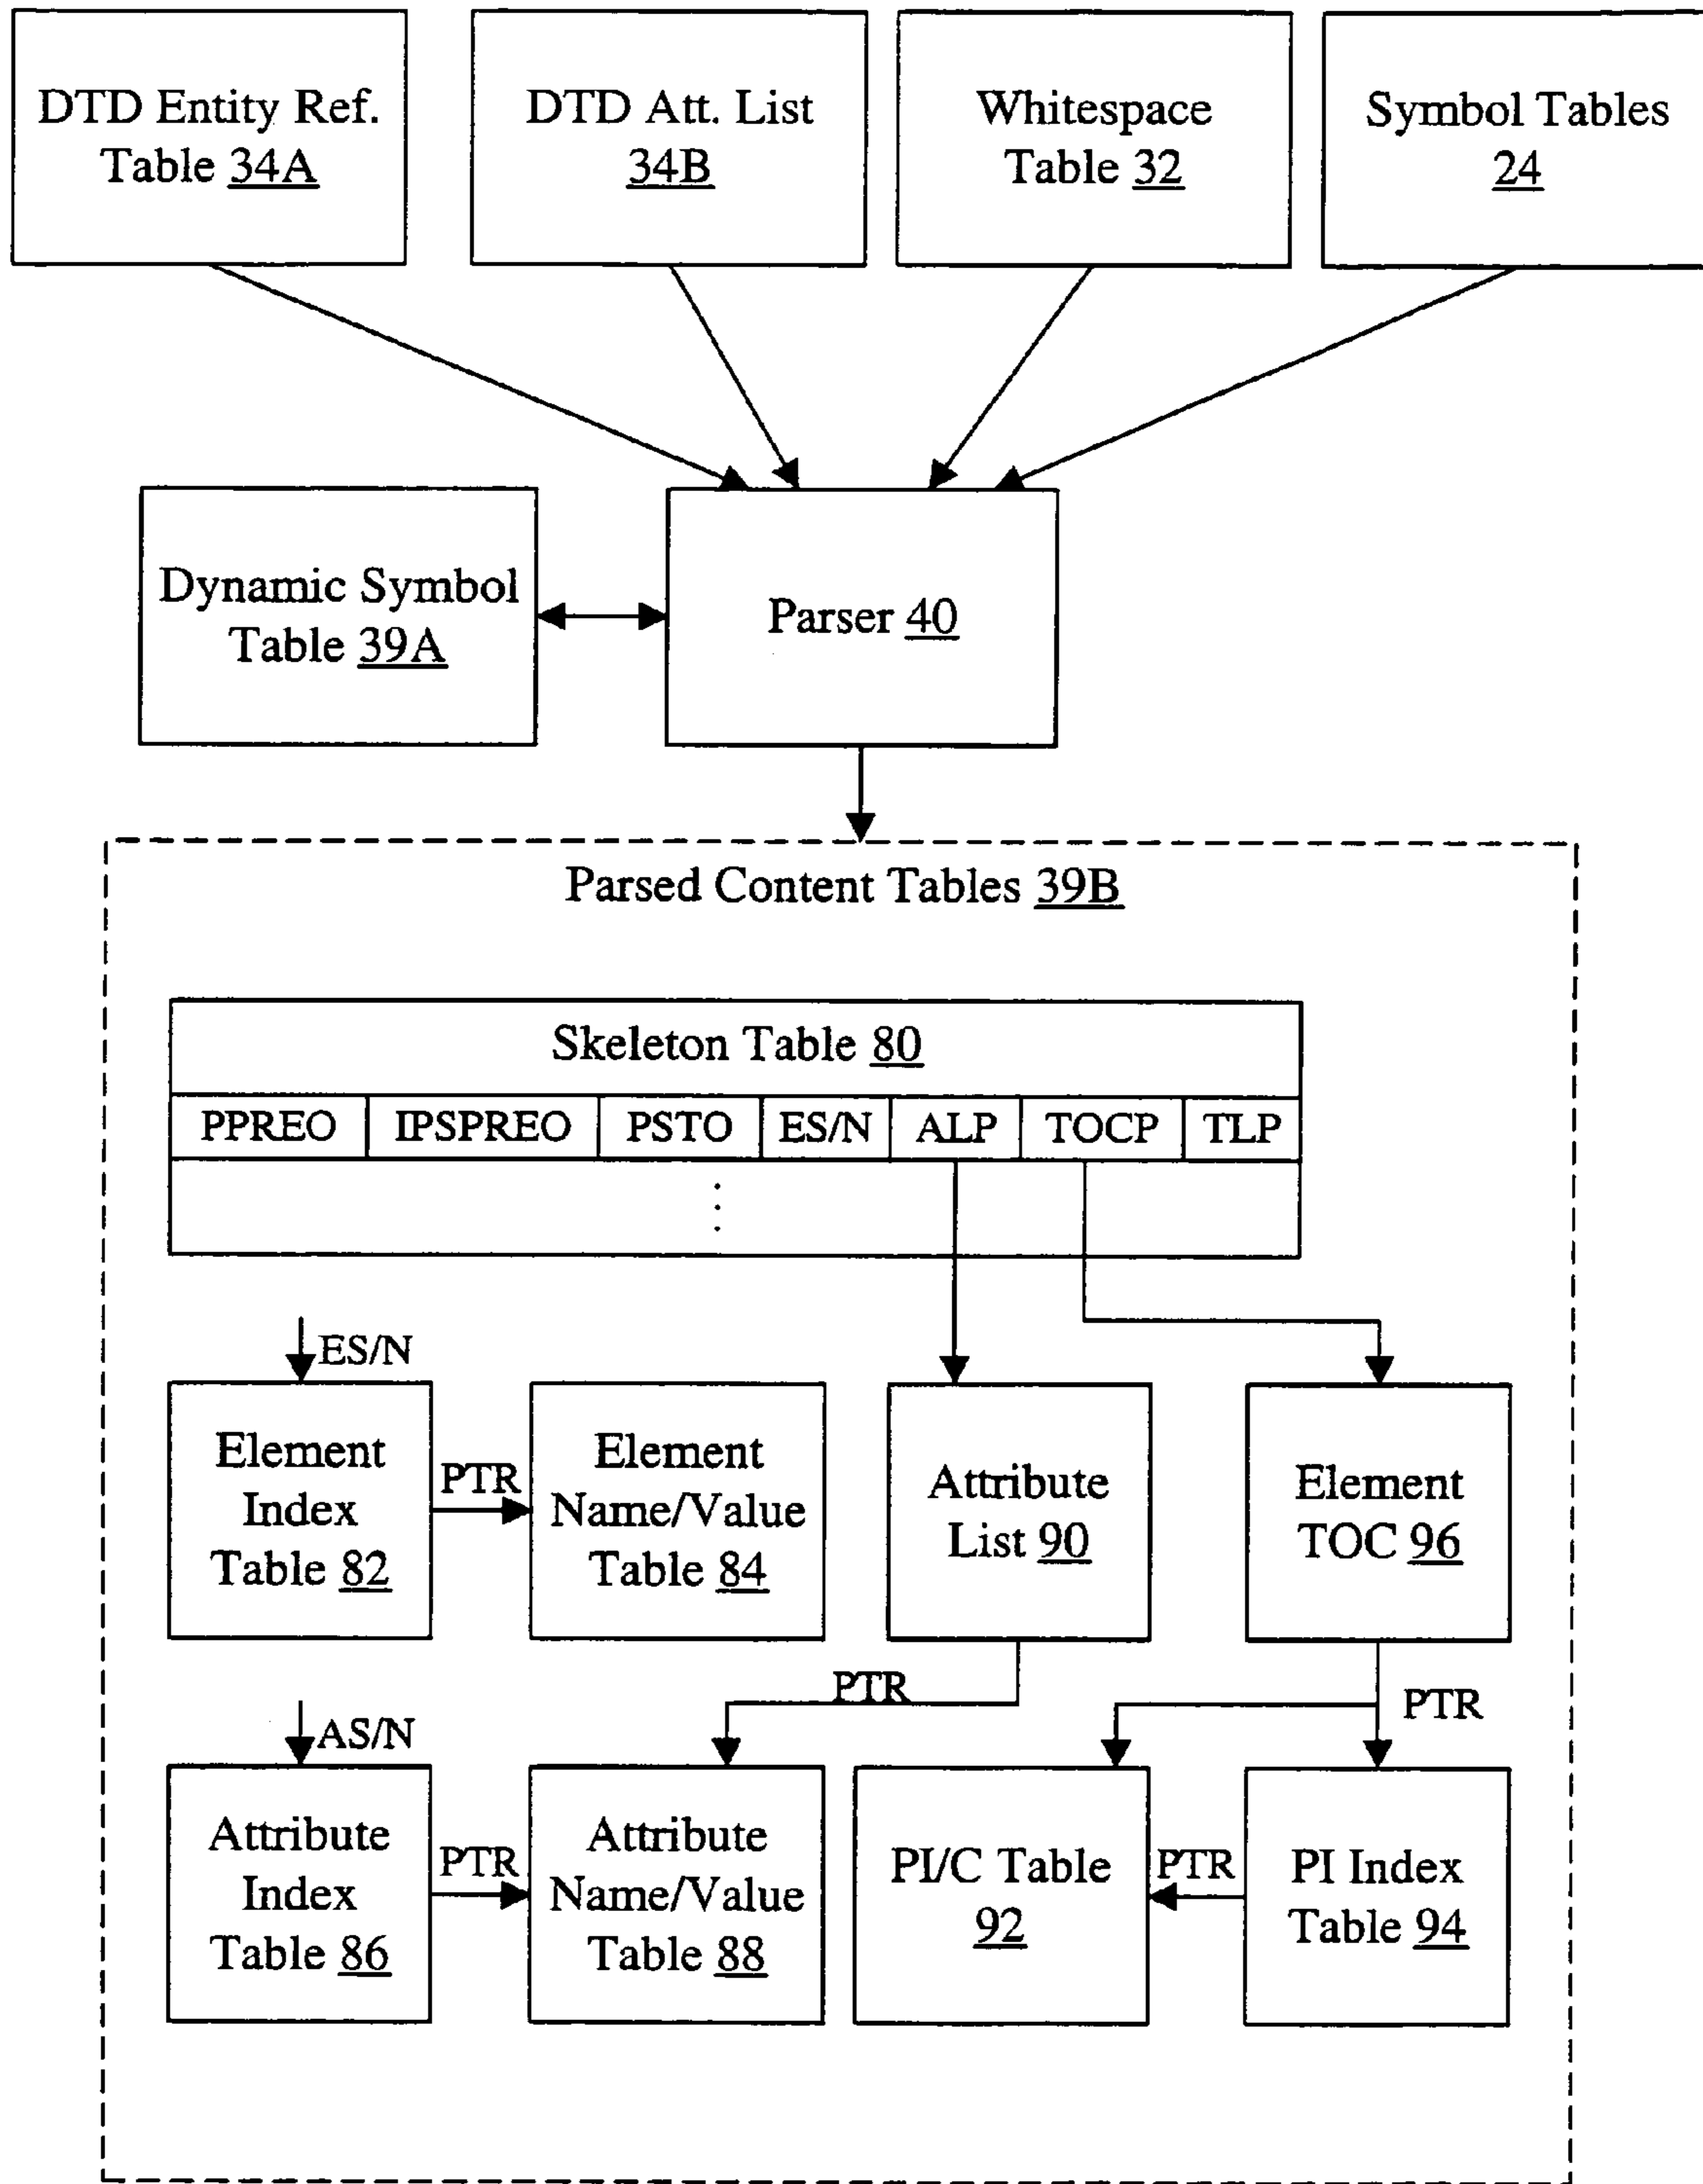 DTD Entity Ref.
Table 34A
DTD Att. List
34B
Whitespace
Table 32
Symbol Tables
24
Dynamic Symbol
Table 39A
Parser 40
Parsed Content Tables 39B
Skeleton Table 80
PPREO IPSPREO PSTO ES/N ALP TOCP TLP
ES/N
Element
Index
Table 82
PTR
Element
Name/Value
Table 84
Attribute
List 90
Element
TOC 96
PTR
PTR
AS/N
Attribute
Index
Table 86
PTR
Attribute
Name/Value
Table 88
PI/C Table
92
PTR
PI Index
Table 94